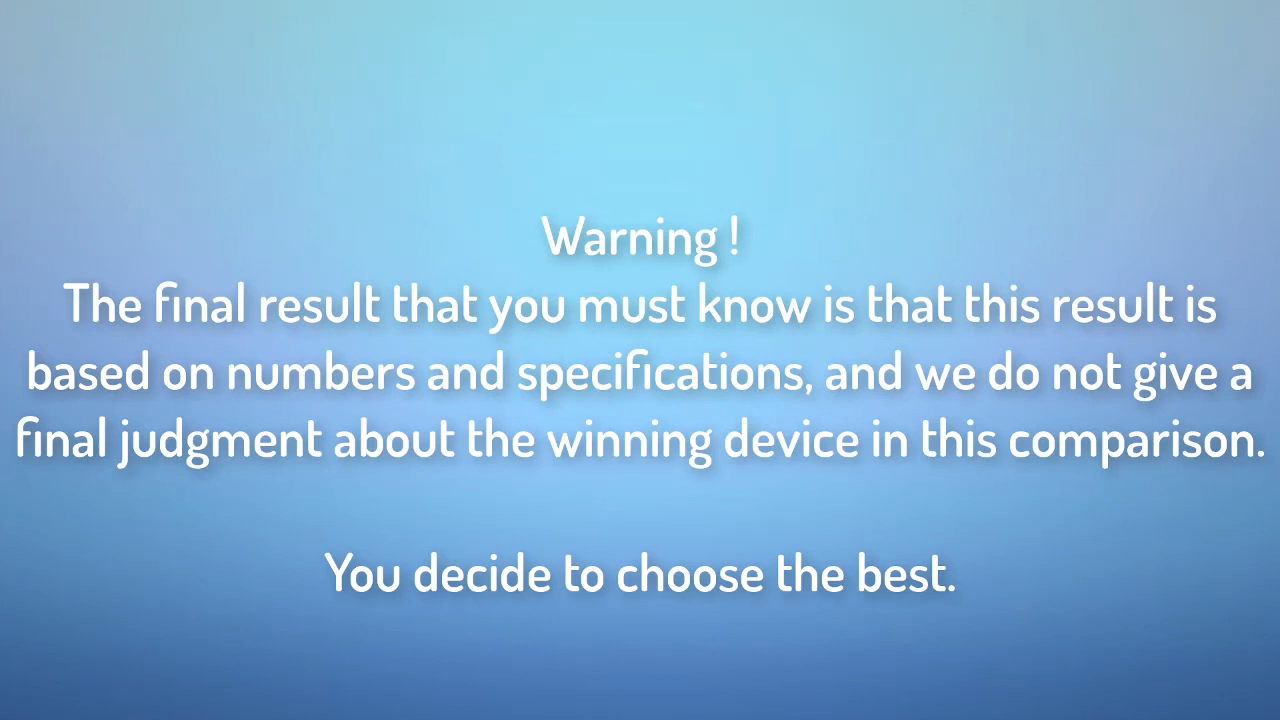 Warning !
The final result that you must know is that this result is
based on numbers and specifications, and we do not give a
final judgment about the winning device in this comparison.
You decide to choose the best.